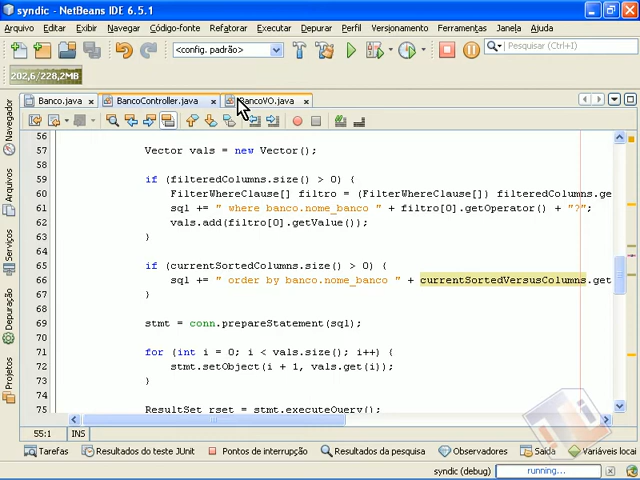 syndic - NetBeans IDE 6.5.1
Arquivo Editar Exibir Navegar Código-fonte Refatorar Executar Depurar Perfil Versionamento Ferramentas Janela Ajuda
<config. padrão> Pesquisar (Ctrl+I)
202,6/228,2MB
Banco.java BancoController.java BancoVO.java
Navegador
Arquivos
Serviços
Depuração
Projetos
56
57 Vector vals = new Vector();
58
59 if (filteredColumns.size() > 0) {
60 FilterWhereClause[] filtro = (FilterWhereClause[]) filteredColumns.get
61 sql += " where banco.nome_banco " + filtro[0].getOperator() + "?";
62 vals.add(filtro[0].getValue());
63 }
64
65 if (currentSortedColumns.size() > 0) {
66 sql += " order by banco.nome_banco " + currentSortedVersusColumns.get
67 }
68
69 stmt = conn.prepareStatement(sql);
70
71 for (int i = 0; i < vals.size(); i++) {
72 stmt.setObject(i + 1, vals.get(i));
73 }
74
75 ResultSet rset = stmt.executeQuery();
55:1 INS
Tarefas Resultados do teste JUnit Pontos de interrupção Resultados da pesquisa Observadores Saída Variáveis locai
syndic (debug) running...